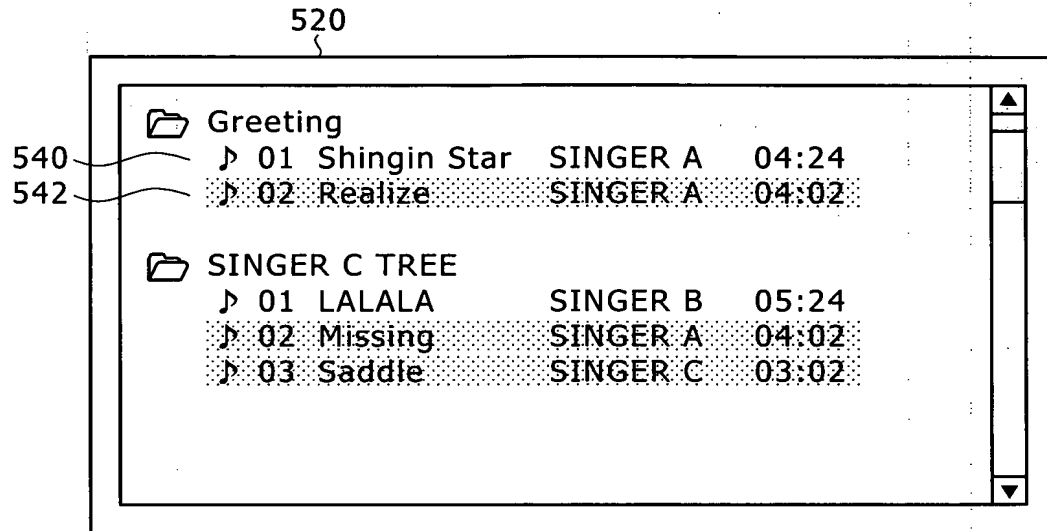 520
Greeting
540 ♪ 01 Shingin Star SINGER A 04:24
542 ♪ 02 Realize SINGER A 04:02
SINGER C TREE
♪ 01 LALALA SINGER B 05:24
♪ 02 Missing SINGER A 04:02
♪ 03 Saddle SINGER C 03:02